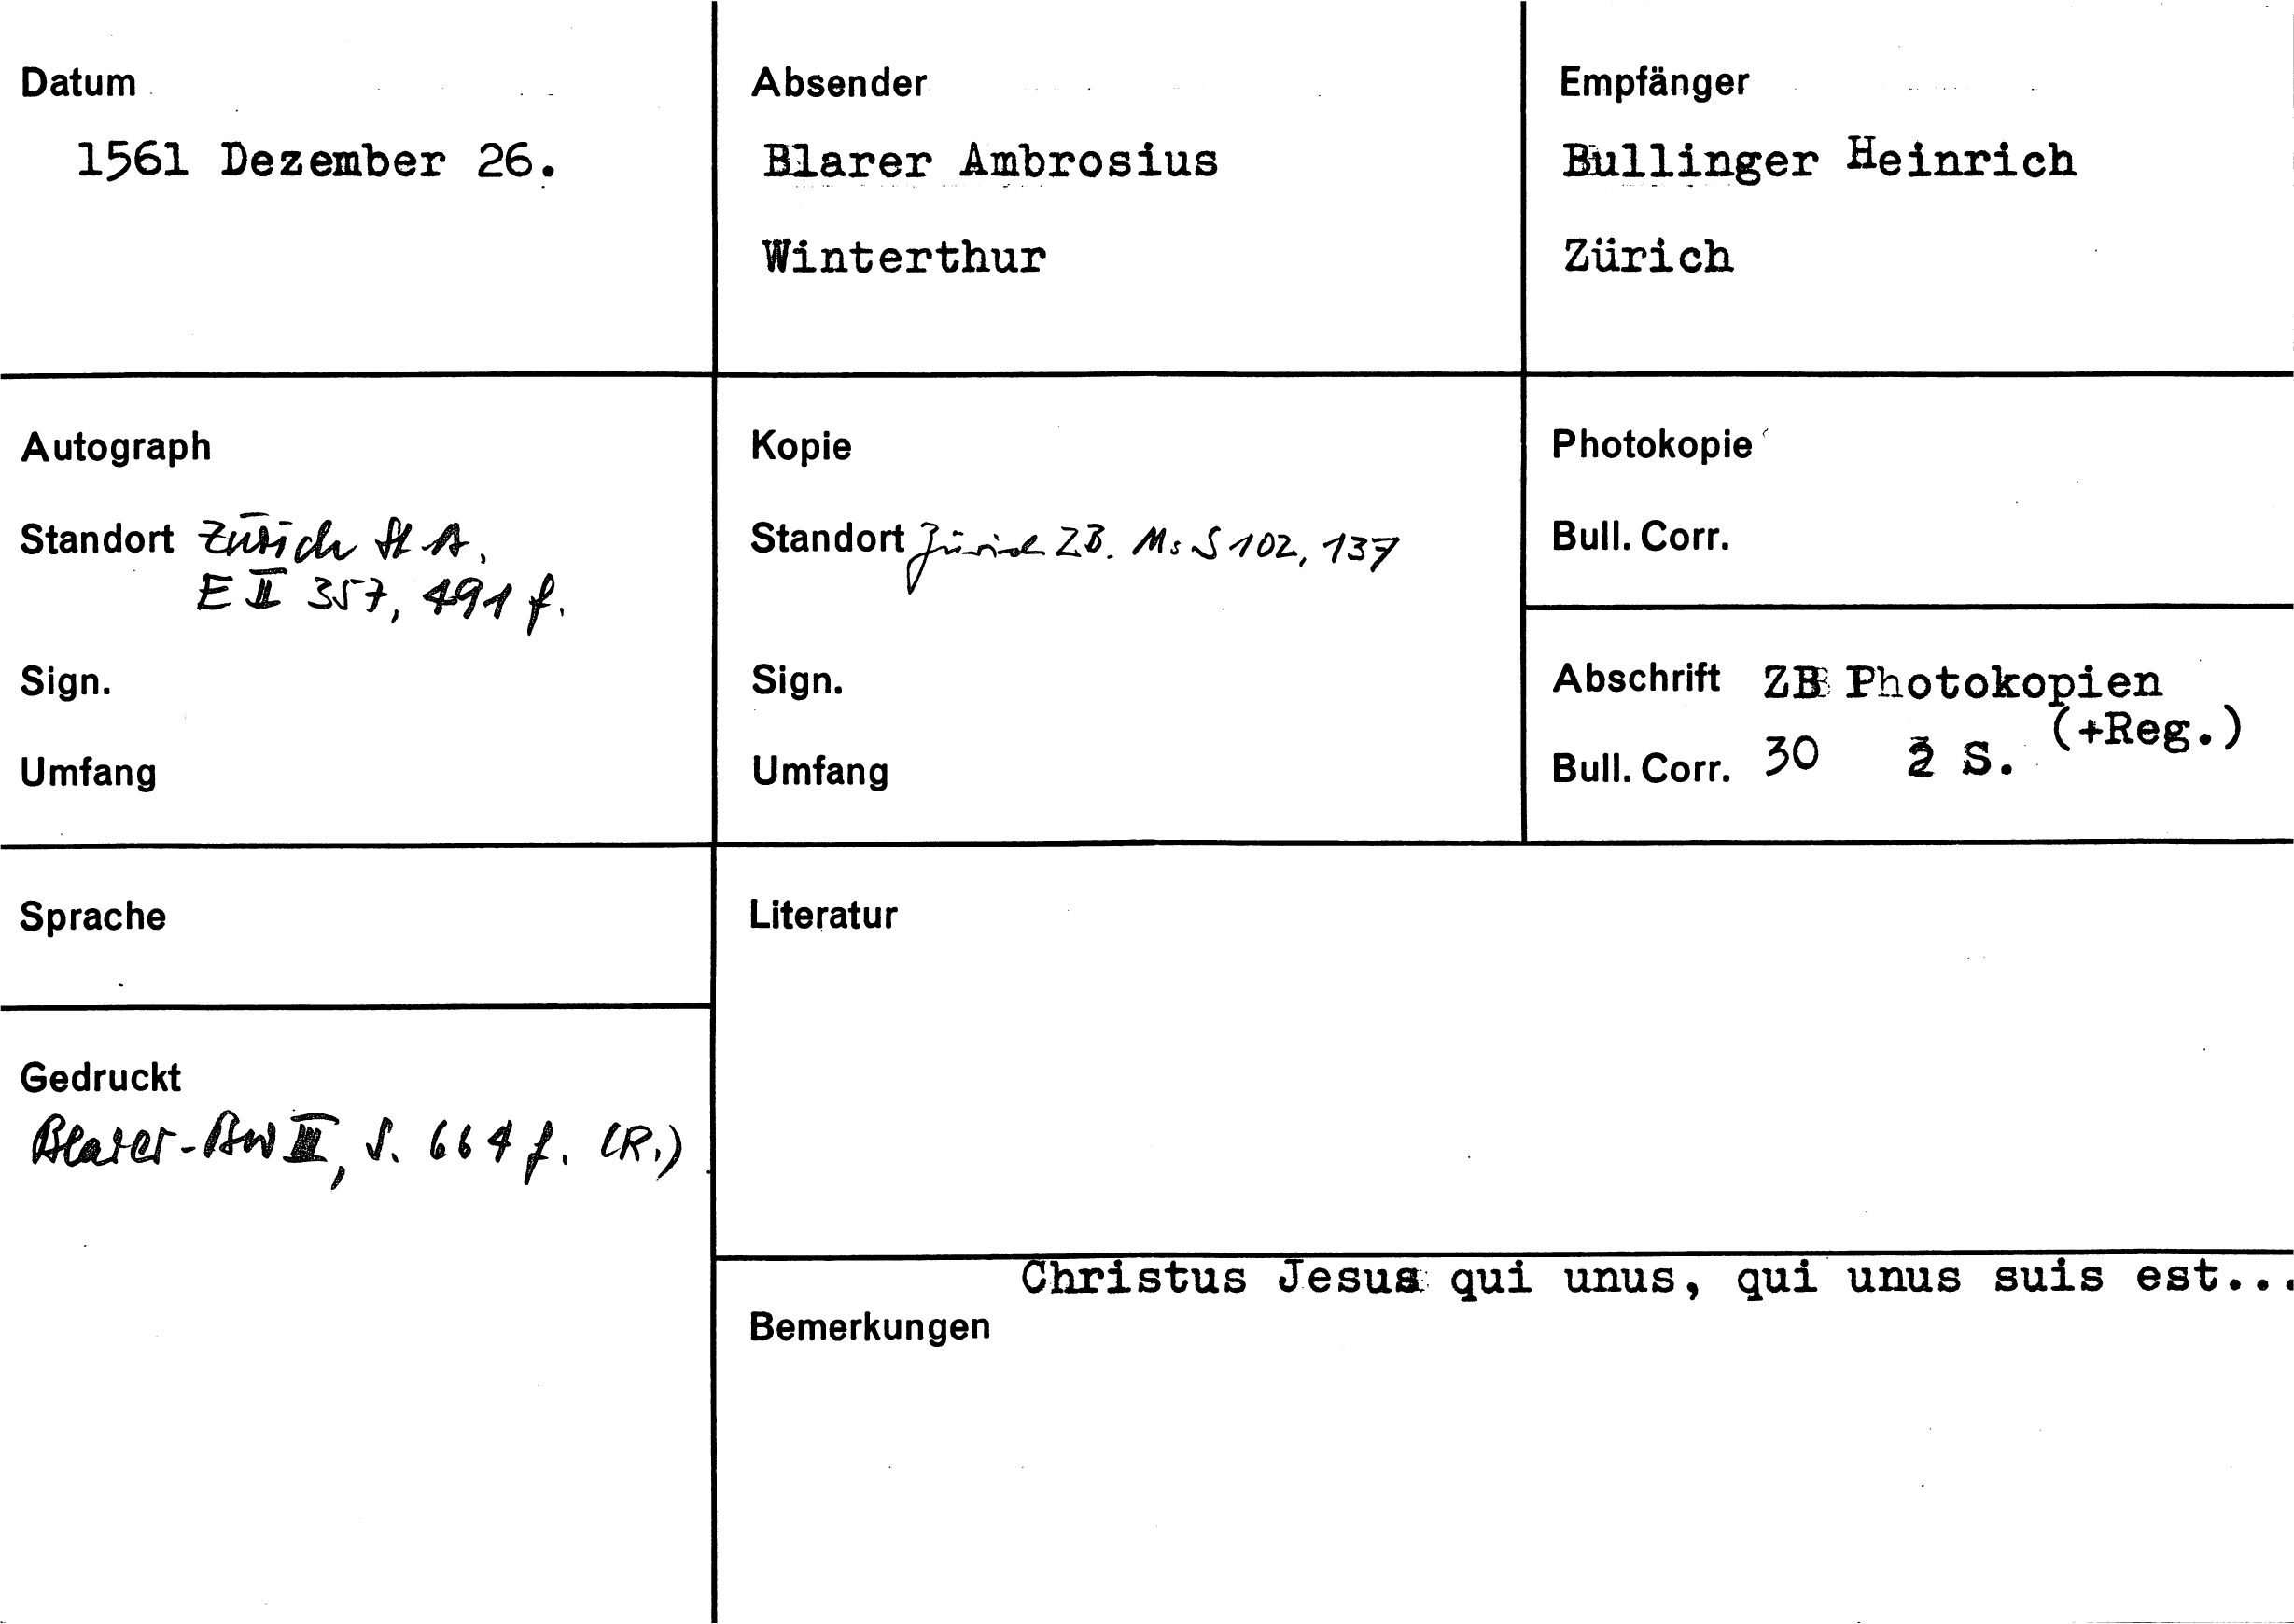 Datum
1561 Dezember 26.
Absender
Blarer Ambrosius
Winterthur
Empfänger
Bullinger Heinrich
Zürich
Autograph
Standort Zürich StA,
E II 357, 491 f.
Sign.
Umfang
Kopie
Standort Zürich ZB. Ms S 102, 137
Sign.
Umfang
Photokopie
Bull. Corr.
Abschrift ZB Photokopien
(+Reg.)
Bull. Corr. 30 2 S.
Sprache
Literatur
Gedruckt
Blarer-BW III, S. 664 f. (R.)
Christus Jesus qui unus, qui unus suis est...
Bemerkungen